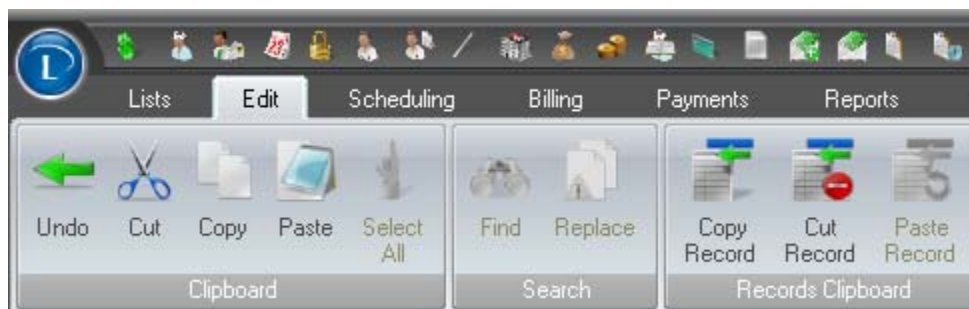 L
23
Lists Edit Scheduling Billing Payments Reports
Undo Cut Copy Paste Select All Find Replace Copy Record Cut Record Paste Record
Clipboard Search Records Clipboard